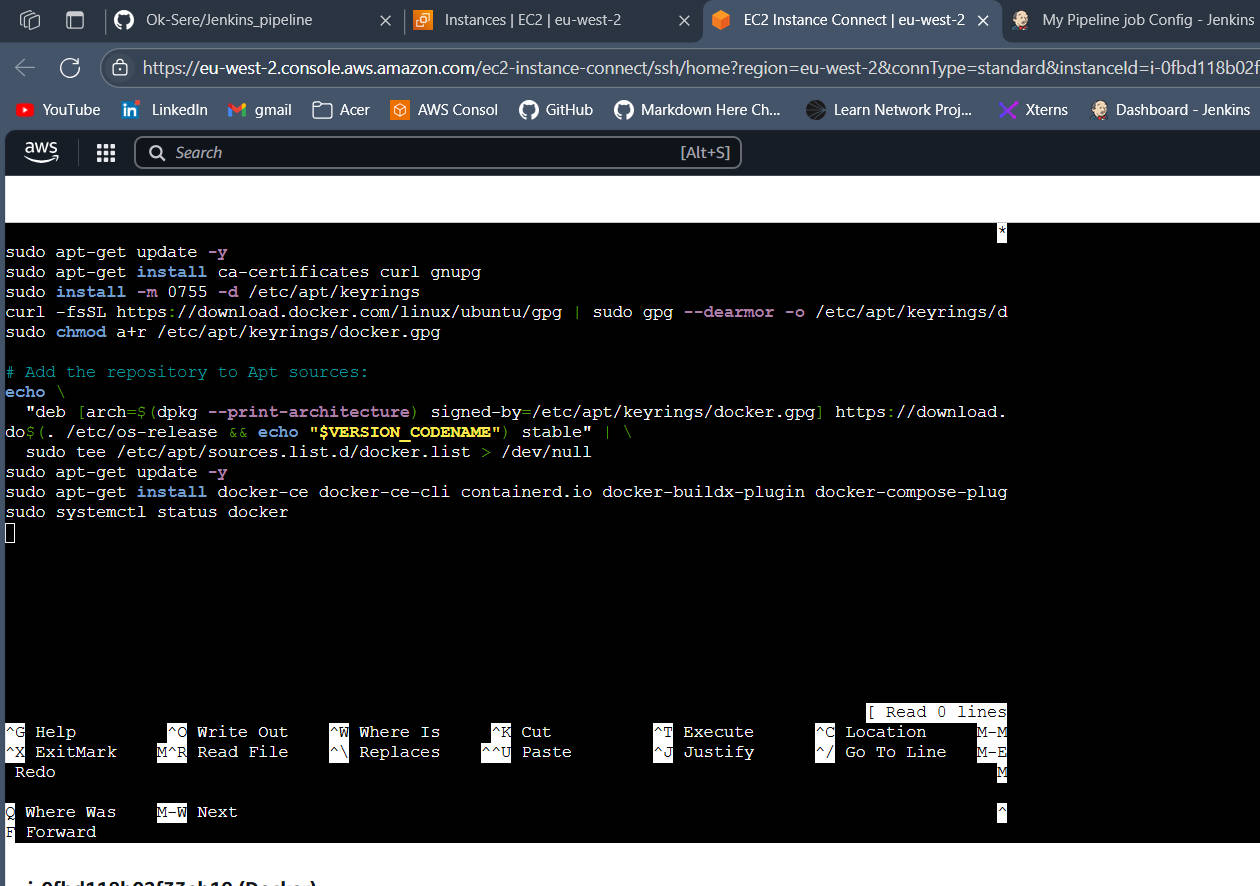 Ok-Sere/Jenkins_pipeline
Instances | EC2 | eu-west-2
EC2 Instance Connect | eu-west-2
My Pipeline job Config - Jenkins
https://eu-west-2.console.aws.amazon.com/ec2-instance-connect/ssh/home?region=eu-west-2&connType=standard&instanceId=i-0fbd118b02f
YouTube LinkedIn gmail Acer AWS Consol GitHub Markdown Here Ch... Learn Network Proj... Xterns Dashboard - Jenkins
aws Search [Alt+S]
*
sudo apt-get update -y
sudo apt-get install ca-certificates curl gnupg
sudo install -m 0755 -d /etc/apt/keyrings
curl -fsSL https://download.docker.com/linux/ubuntu/gpg | sudo gpg --dearmor -o /etc/apt/keyrings/d
sudo chmod a+r /etc/apt/keyrings/docker.gpg
# Add the repository to Apt sources:
echo \
"deb [arch=$(dpkg --print-architecture) signed-by=/etc/apt/keyrings/docker.gpg] https://download.
do$(. /etc/os-release && echo "$VERSION_CODENAME") stable" | \
sudo tee /etc/apt/sources.list.d/docker.list > /dev/null
sudo apt-get update -y
sudo apt-get install docker-ce docker-ce-cli containerd.io docker-buildx-plugin docker-compose-plug
sudo systemctl status docker
[ Read 0 lines
^G Help ^O Write Out ^W Where Is ^K Cut ^T Execute ^C Location M-M
^X ExitMark M^R Read File ^\ Replaces ^^U Paste ^J Justify ^/ Go To Line M-E
Redo M
Q Where Was M-W Next ^
F Forward
(Docker)